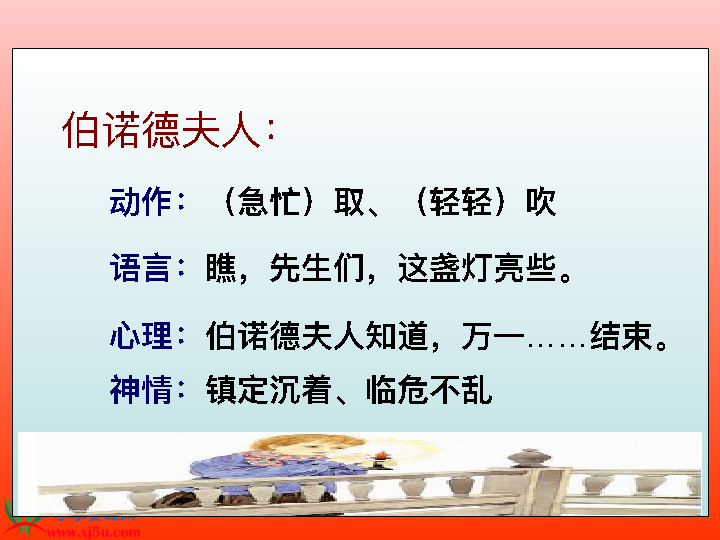 伯诺德夫人：
动作：（急忙）取、（轻轻）吹
语言：瞧，先生们，这盏灯亮些。
心理：伯诺德夫人知道，万一……结束。
神情：镇定沉着、临危不乱
www.xj5u.com